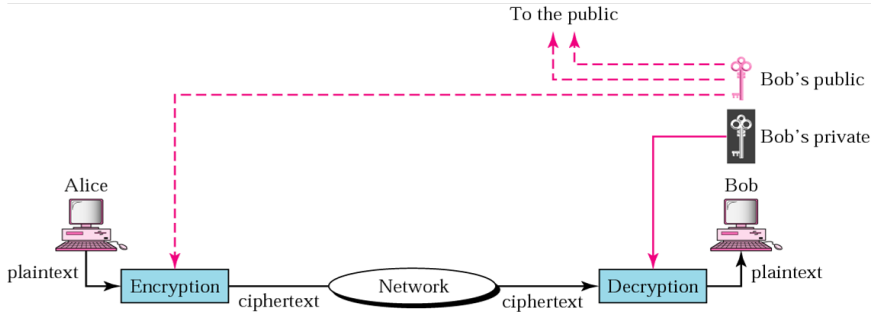 To the public
Bob's public
Bob's private
Alice
Bob
plaintext
Encryption
ciphertext
Network
ciphertext
Decryption
plaintext